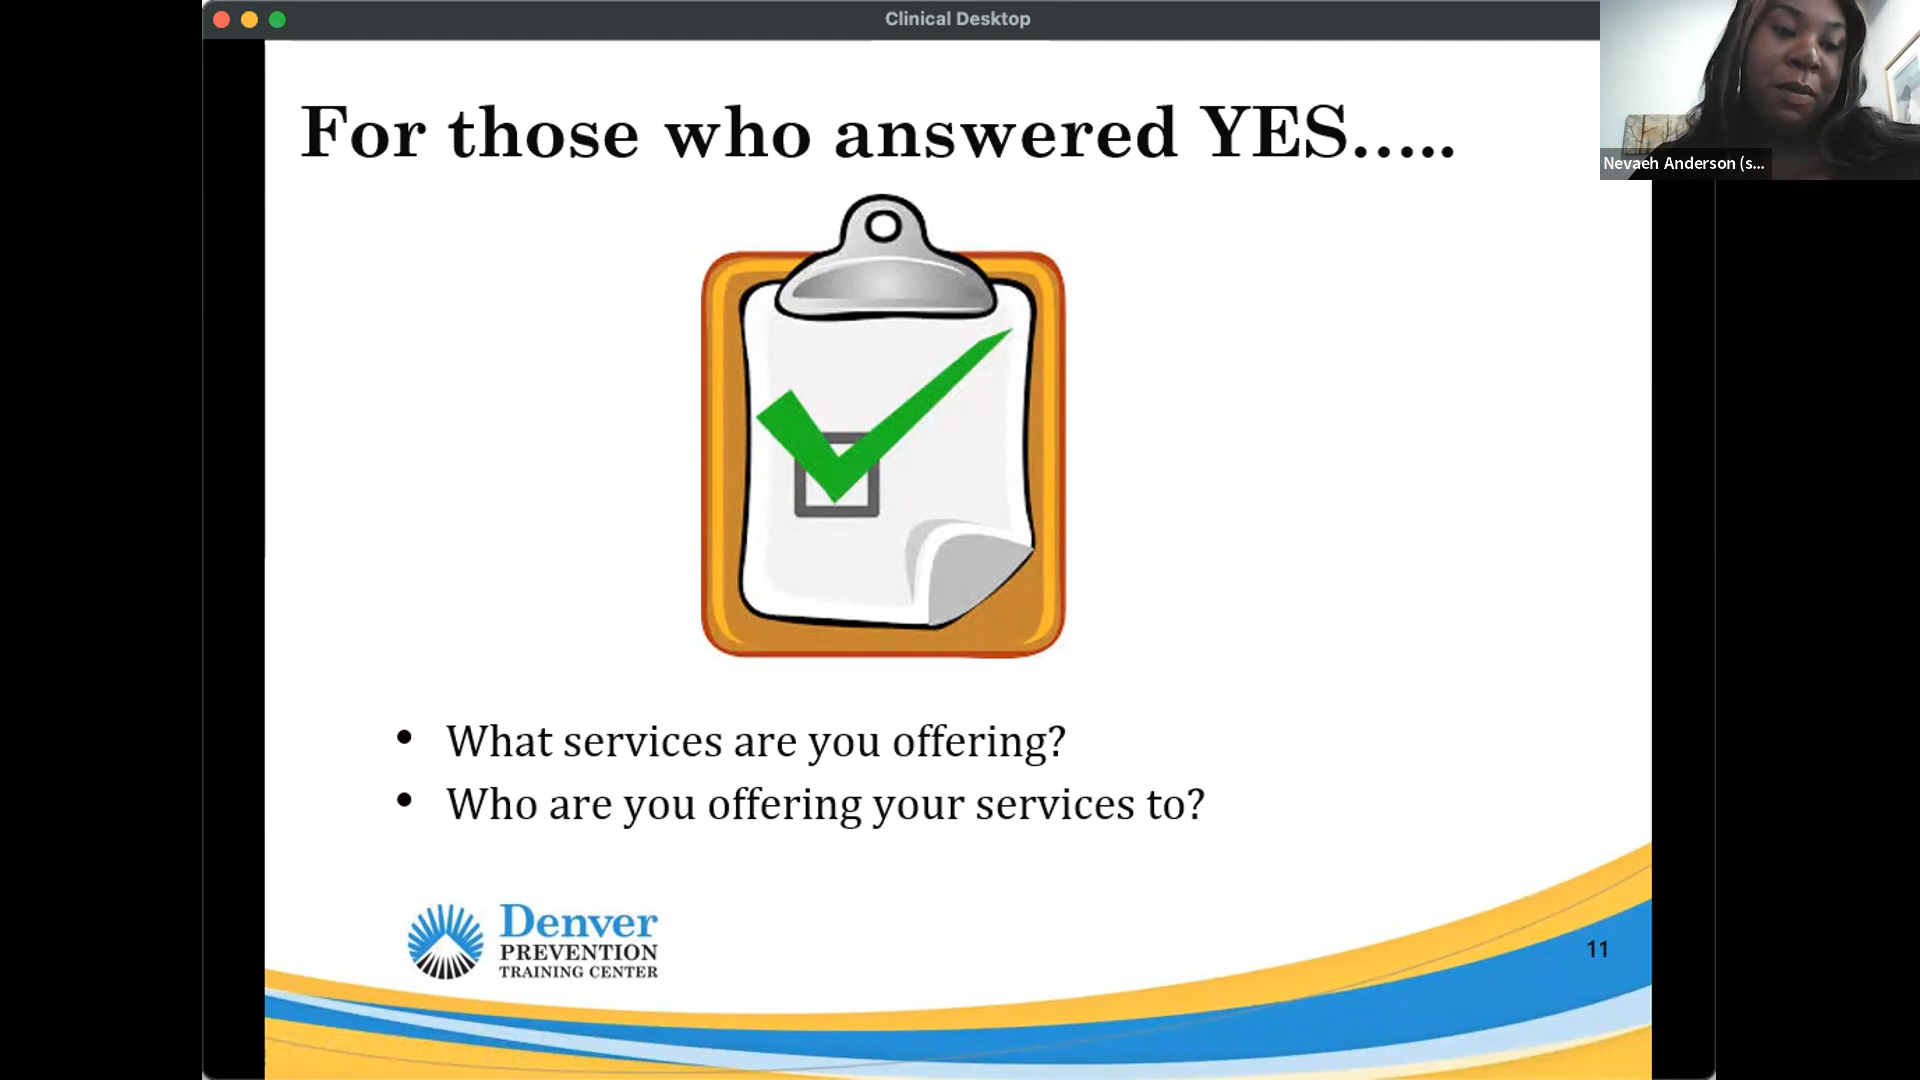 Clinical Desktop
For those who answered YES.....
Nevaeh Anderson (s...
• What services are you offering?
• Who are you offering your services to?
Denver
PREVENTION
TRAINING CENTER
11